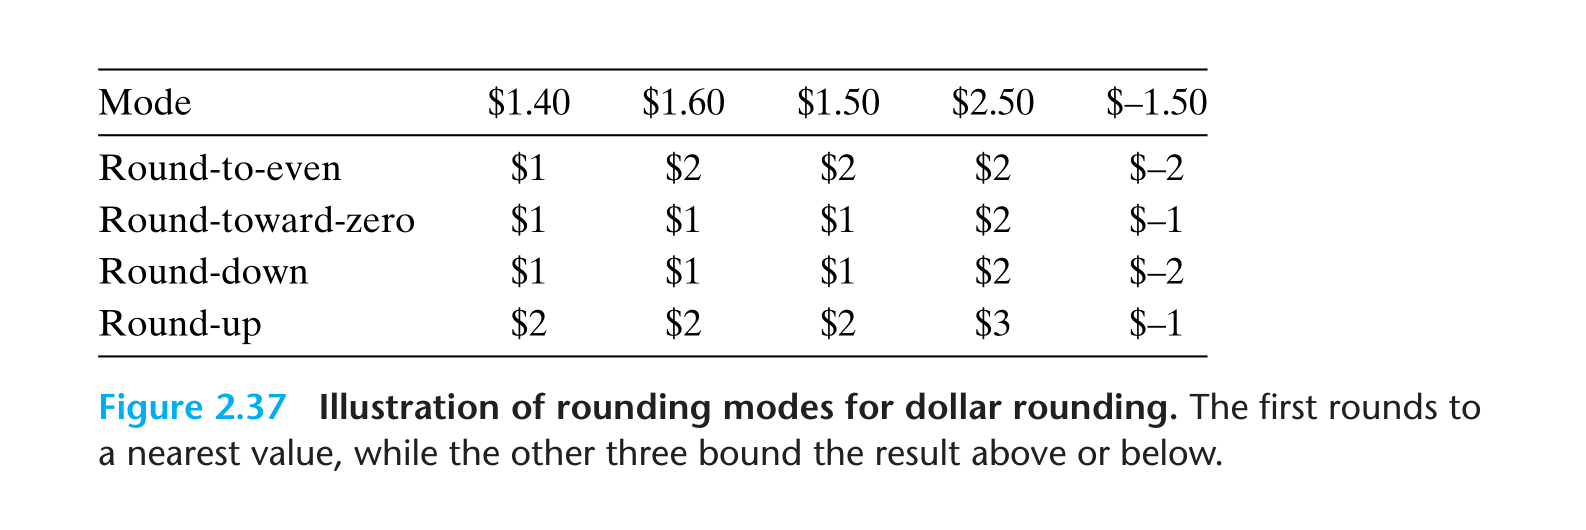 Mode $1.40 $1.60 $1.50 $2.50 $–1.50
Round-to-even $1 $2 $2 $2 $–2
Round-toward-zero $1 $1 $1 $2 $–1
Round-down $1 $1 $1 $2 $–2
Round-up $2 $2 $2 $3 $–1
Figure 2.37 Illustration of rounding modes for dollar rounding. The first rounds to
a nearest value, while the other three bound the result above or below.